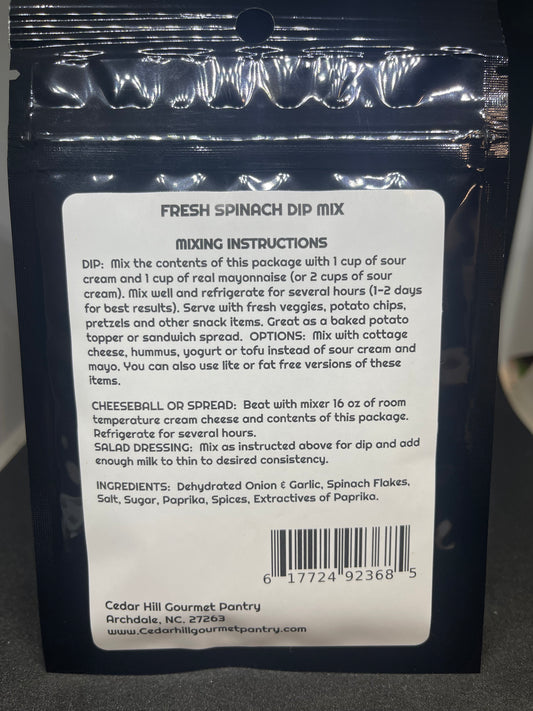 FRESH SPINACH DIP MIX
MIXING INSTRUCTIONS
DIP: Mix the contents of this package with 1 cup of sour
cream and 1 cup of real mayonnaise (or 2 cups of sour
cream). Mix well and refrigerate for several hours (1-2 days
for best results). Serve with fresh veggies, potato chips,
pretzels and other snack items. Great as a baked potato
topper or sandwich spread. OPTIONS: Mix with cottage
cheese, hummus, yogurt or tofu instead of sour cream and
mayo. You can also use lite or fat free versions of these
items.
CHEESEBALL OR SPREAD: Beat with mixer 16 oz of room
temperature cream cheese and contents of this package.
Refrigerate for several hours.
SALAD DRESSING: Mix as instructed above for dip and add
enough milk to thin to desired consistency.
INGREDIENTS: Dehydrated Onion & Garlic, Spinach Flakes,
Salt, Sugar, Paprika, Spices, Extractives of Paprika.
6 17724 92368 5
Cedar Hill Gourmet Pantry
Archdale, NC, 27263
www.Cedarhillgourmetpantry.com